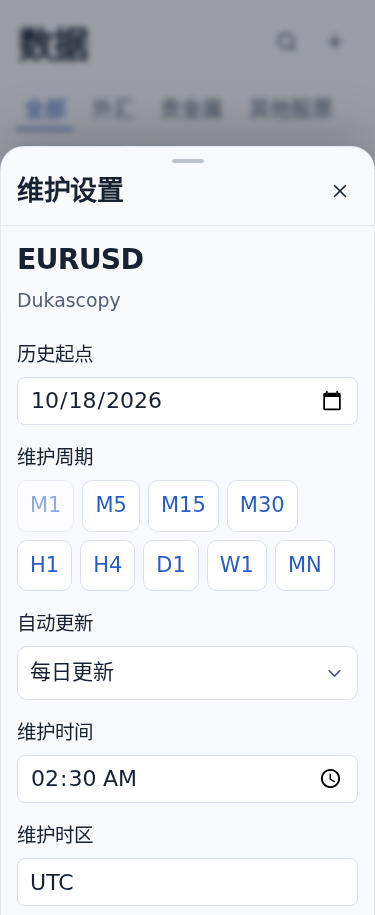 数据
全部 外汇 贵金属 其他股票
维护设置
EURUSD
Dukascopy
历史起点
10/18/2026
维护周期
M1 M5 M15 M30
H1 H4 D1 W1 MN
自动更新
每日更新
维护时间
02:30 AM
维护时区
UTC